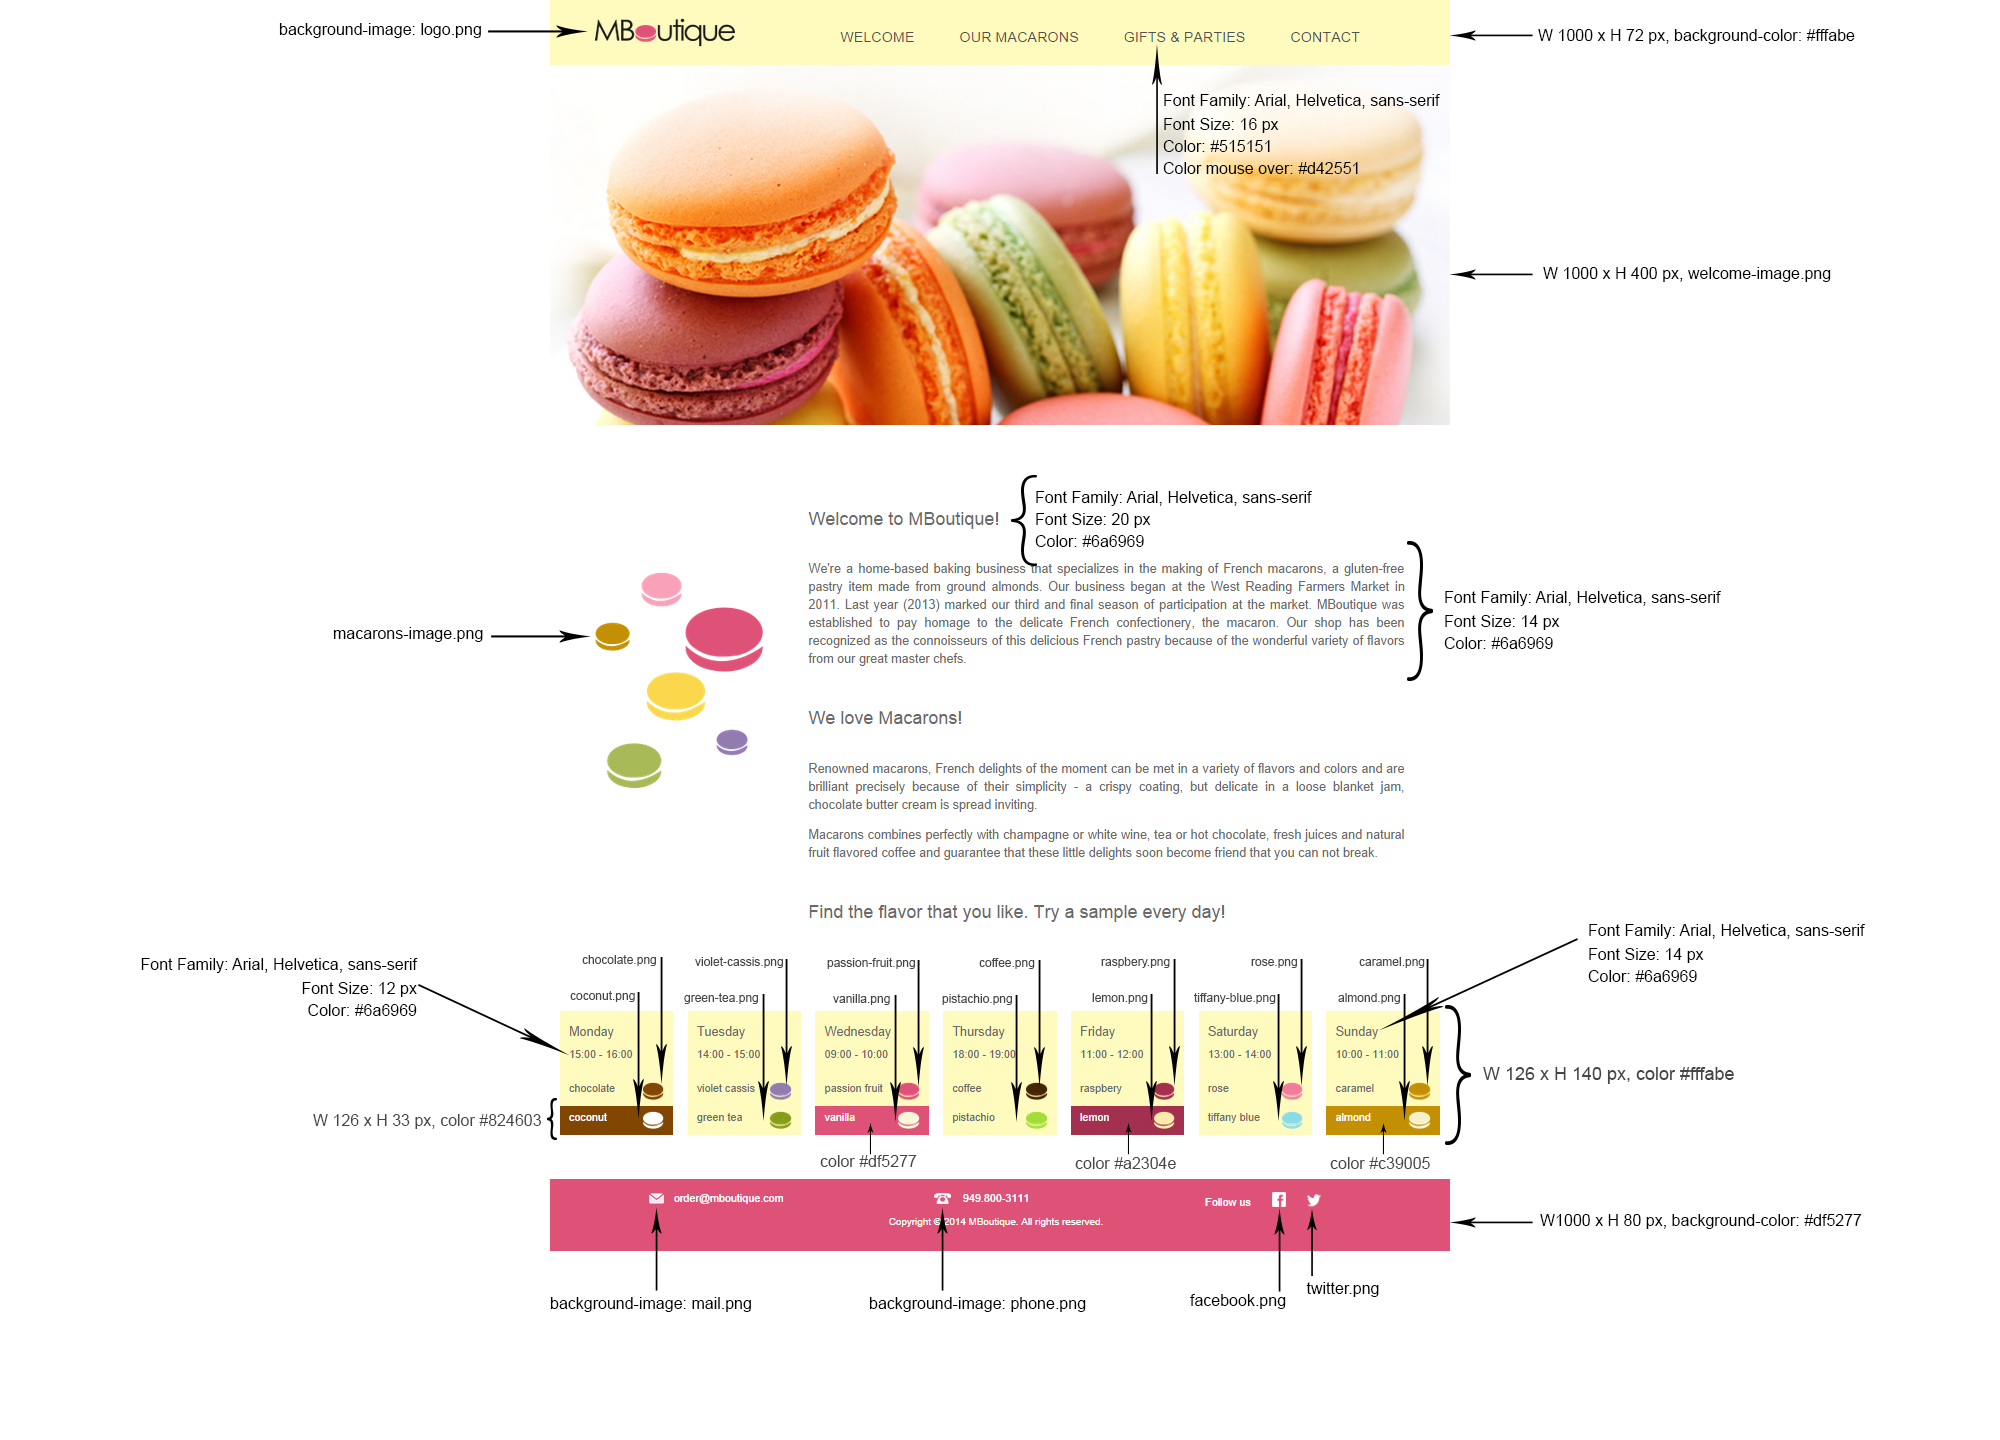 background-image: logo.png
MBoutique
WELCOME
OUR MACARONS
GIFTS & PARTIES
CONTACT
W 1000 x H 72 px, background-color: #fffabe
Font Family: Arial, Helvetica, sans-serif
Font Size: 16 px
Color: #515151
Color mouse over: #d42551
W 1000 x H 400 px, welcome-image.png
Welcome to MBoutique!
Font Family: Arial, Helvetica, sans-serif
Font Size: 20 px
Color: #6a6969
We're a home-based baking business that specializes in the making of French macarons, a gluten-free
pastry item made from ground almonds. Our business began at the West Reading Farmers Market in
2011. Last year (2013) marked our third and final season of participation at the market. MBoutique was
established to pay homage to the delicate French confectionery, the macaron. Our shop has been
recognized as the connoisseurs of this delicious French pastry because of the wonderful variety of flavors
from our great master chefs.
Font Family: Arial, Helvetica, sans-serif
Font Size: 14 px
Color: #6a6969
macarons-image.png
We love Macarons!
Renowned macarons, French delights of the moment can be met in a variety of flavors and colors and are
brilliant precisely because of their simplicity - a crispy coating, but delicate in a loose blanket jam,
chocolate butter cream is spread inviting.
Macarons combines perfectly with champagne or white wine, tea or hot chocolate, fresh juices and natural
fruit flavored coffee and guarantee that these little delights soon become friend that you can not break.
Find the flavor that you like. Try a sample every day!
Font Family: Arial, Helvetica, sans-serif
Font Size: 12 px
Color: #6a6969
Font Family: Arial, Helvetica, sans-serif
Font Size: 14 px
Color: #6a6969
chocolate.png
violet-cassis.png
passion-fruit.png
coffee.png
raspbery.png
rose.png
caramel.png
coconut.png
green-tea.png
vanilla.png
pistachio.png
lemon.png
tiffany-blue.png
almond.png
Monday
15:00 - 16:00
chocolate
coconut
Tuesday
14:00 - 15:00
violet cassis
green tea
Wednesday
09:00 - 10:00
passion fruit
vanilla
Thursday
18:00 - 19:00
coffee
pistachio
Friday
11:00 - 12:00
raspbery
lemon
Saturday
13:00 - 14:00
rose
tiffany blue
Sunday
10:00 - 11:00
caramel
almond
W 126 x H 140 px, color #fffabe
W 126 x H 33 px, color #824603
color #df5277
color #a2304e
color #c39005
order@mboutique.com
949.800-3111
Follow us
Copyright © 2014 MBoutique. All rights reserved.
W1000 x H 80 px, background-color: #df5277
background-image: mail.png
background-image: phone.png
facebook.png
twitter.png